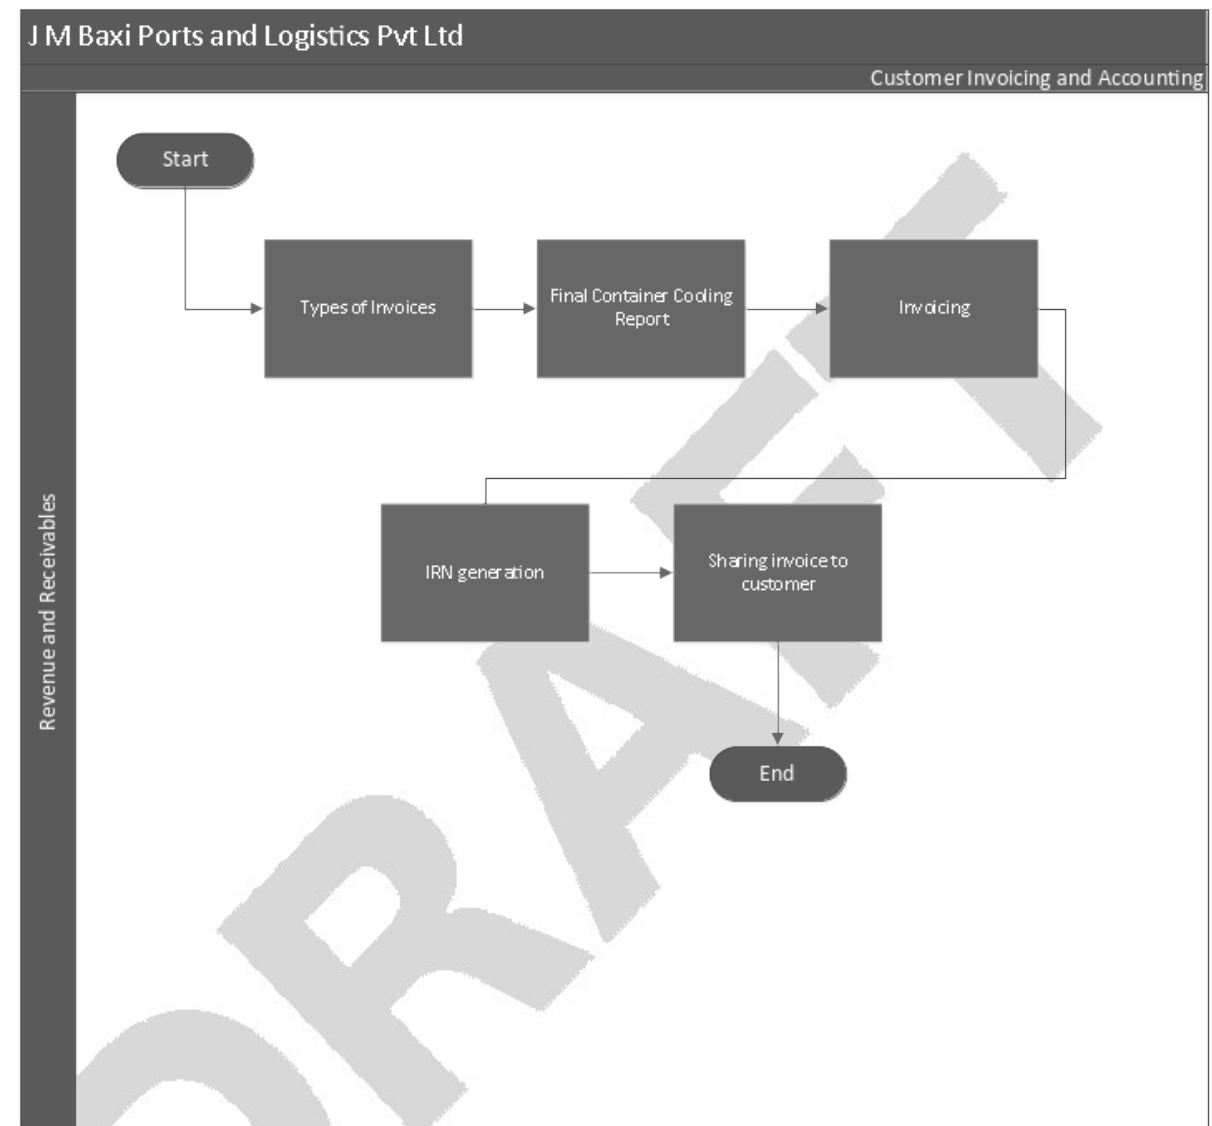 J M Baxi Ports and Logistics Pvt Ltd
Customer Invoicing and Accounting
Revenue and Receivables
Start
Types of Invoices
Final Container Cooling
Report
Invoicing
IRN generation
Sharing invoice to
customer
End
DRAFT